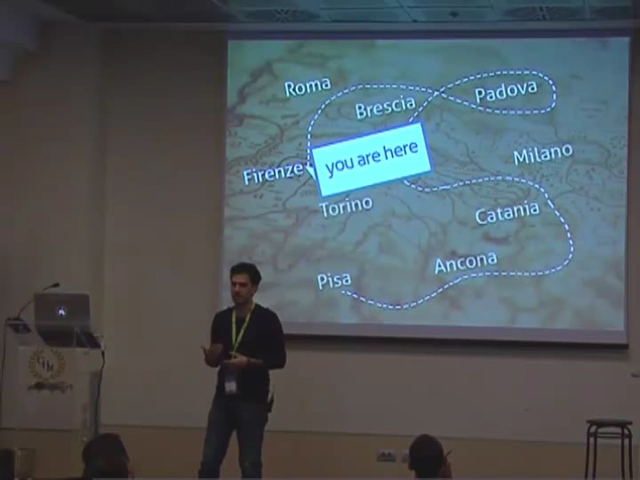 Roma
Brescia
Padova
you are here
Firenze
Milano
Torino
Catania
Ancona
Pisa